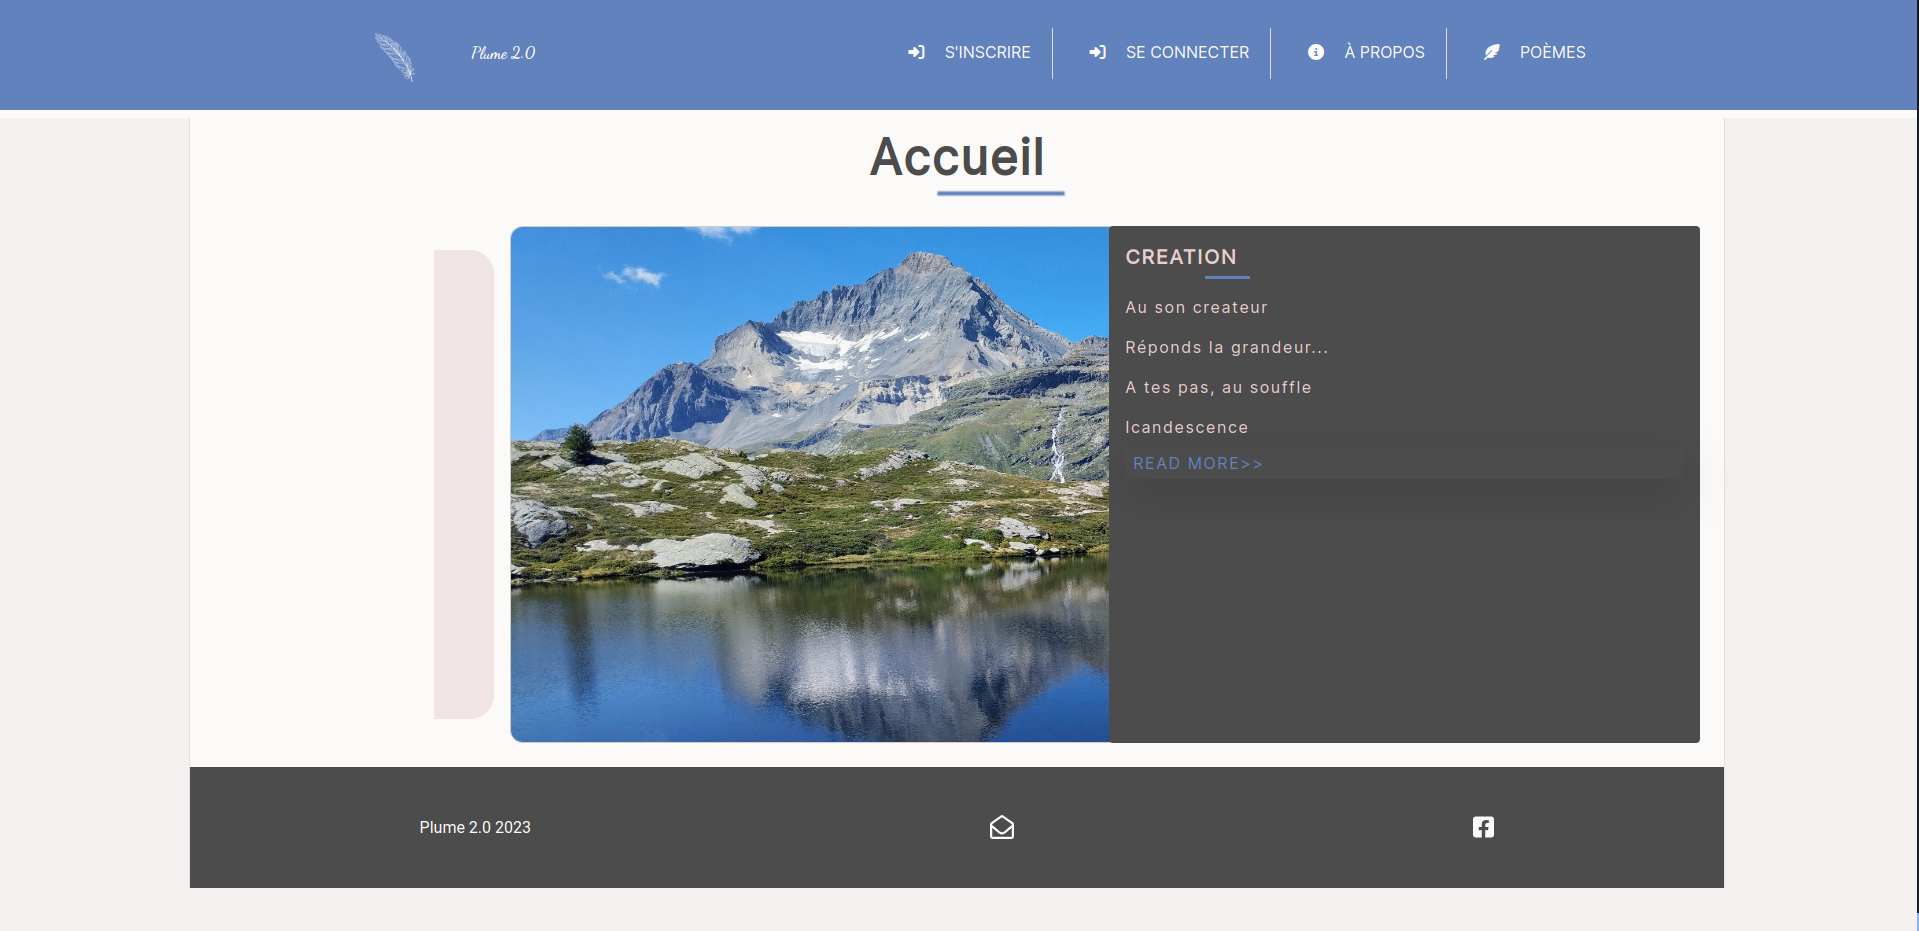 Plume 2.0
S'INSCRIRE
SE CONNECTER
À PROPOS
POÈMES
Accueil
CREATION
Au son createur
Réponds la grandeur...
A tes pas, au souffle
Icandescence
READ MORE>>
Plume 2.0 2023